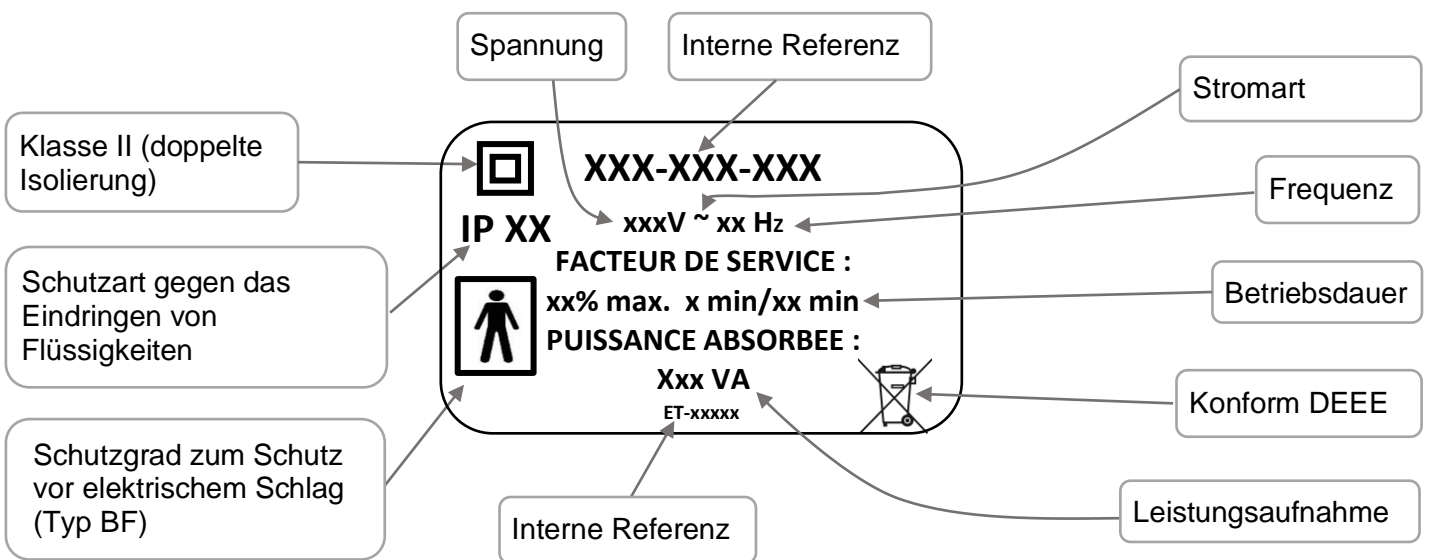 Spannung
Interne Referenz
Stromart
Klasse II (doppelte
Isolierung)
XXX-XXX-XXX
Frequenz
IP XX
xxxV ~ xx Hz
FACTEUR DE SERVICE :
Schutzart gegen das
Eindringen von
Flüssigkeiten
xx% max. x min/xx min
Betriebsdauer
PUISSANCE ABSORBEE :
Xxx VA
Konform DEEE
ET-xxxxx
Schutzgrad zum Schutz
vor elektrischem Schlag
(Typ BF)
Interne Referenz
Leistungsaufnahme